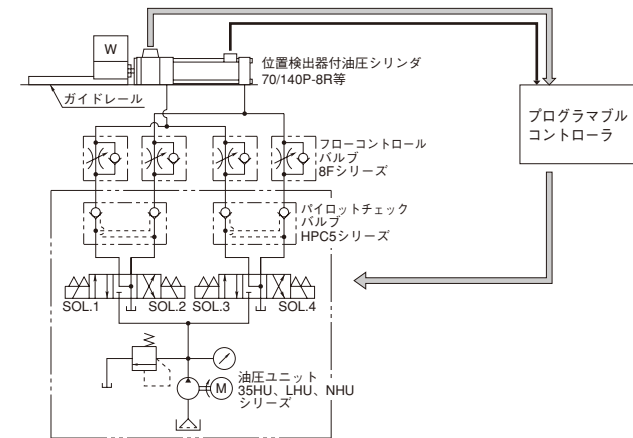 W
位置検出器付油圧シリンダ
70/140P-8R等
ガイドレール
プログラマブル
コントローラ
フローコントロール
バルブ
8Fシリーズ
パイロットチェック
バルブ
HPC5シリーズ
SOL.1
SOL.2
SOL.3
SOL.4
M
油圧ユニット
35HU、LHU、NHU
シリーズ